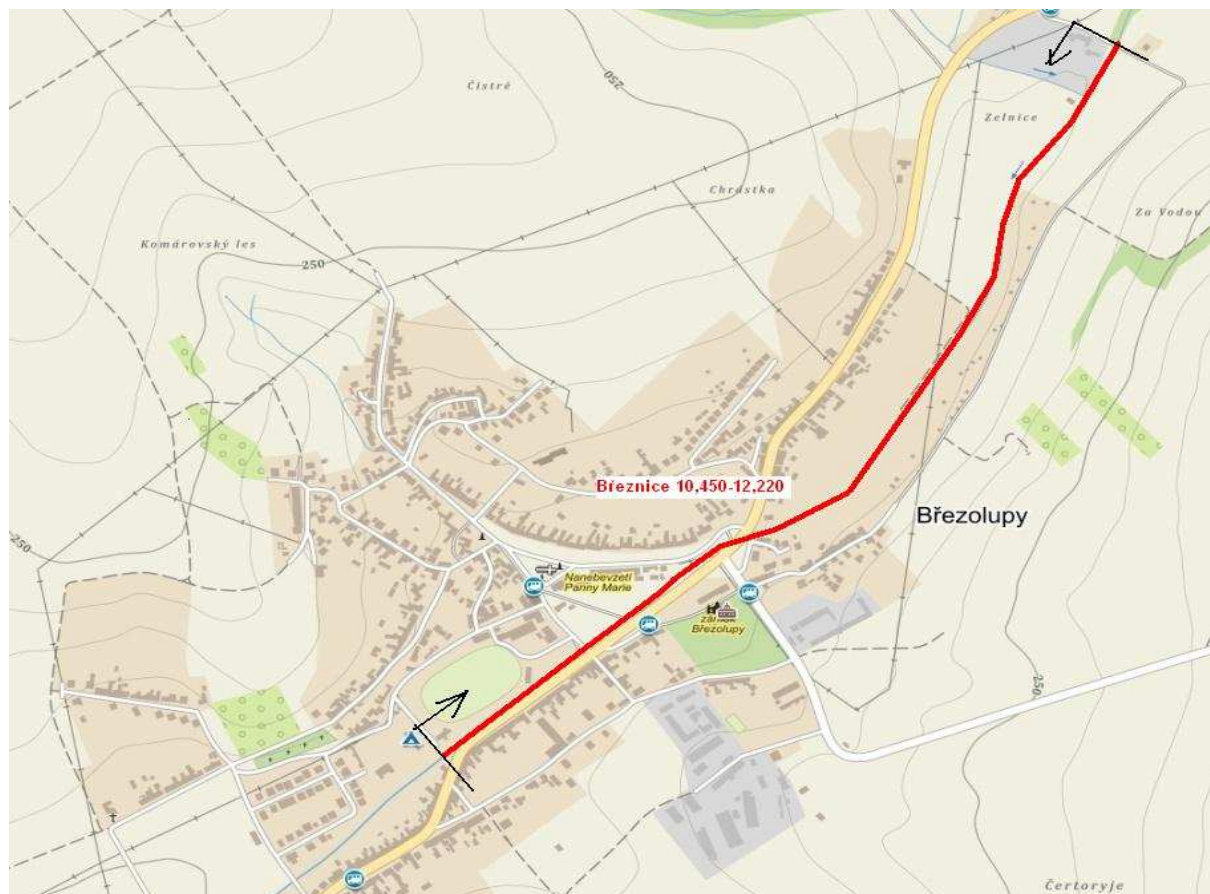 Čistré
250
Zelnice
Chrástka
Za Vodou
Komárovský les
250
Březnice 10,450-12,220
Březolupy
250
Nanebevzetí
Panny Marie
Březolupy
250
Čertoryje